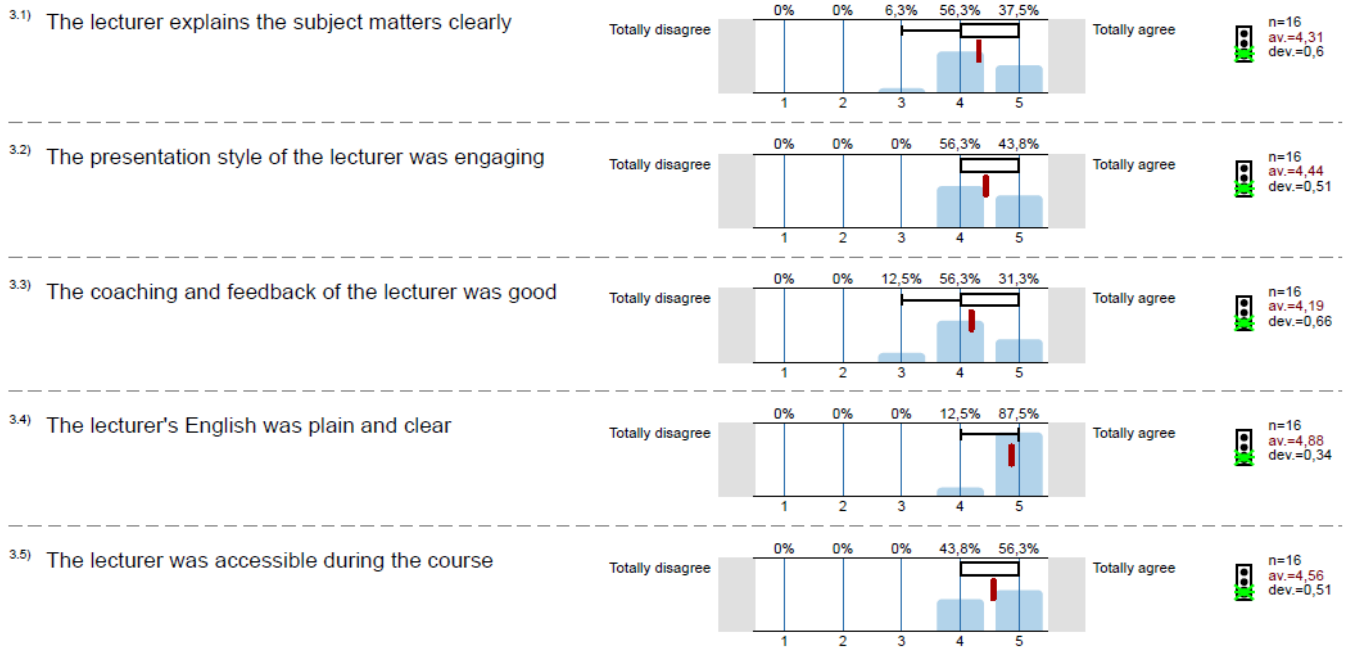 3.1) The lecturer explains the subject matters clearly
Totally disagree
0% 0% 6,3% 56,3% 37,5%
1 2 3 4 5
Totally agree
n=16
av.=4,31
dev.=0,6
3.2) The presentation style of the lecturer was engaging
Totally disagree
0% 0% 0% 56,3% 43,8%
1 2 3 4 5
Totally agree
n=16
av.=4,44
dev.=0,51
3.3) The coaching and feedback of the lecturer was good
Totally disagree
0% 0% 12,5% 56,3% 31,3%
1 2 3 4 5
Totally agree
n=16
av.=4,19
dev.=0,66
3.4) The lecturer's English was plain and clear
Totally disagree
0% 0% 0% 12,5% 87,5%
1 2 3 4 5
Totally agree
n=16
av.=4,88
dev.=0,34
3.5) The lecturer was accessible during the course
Totally disagree
0% 0% 0% 43,8% 56,3%
1 2 3 4 5
Totally agree
n=16
av.=4,56
dev.=0,51